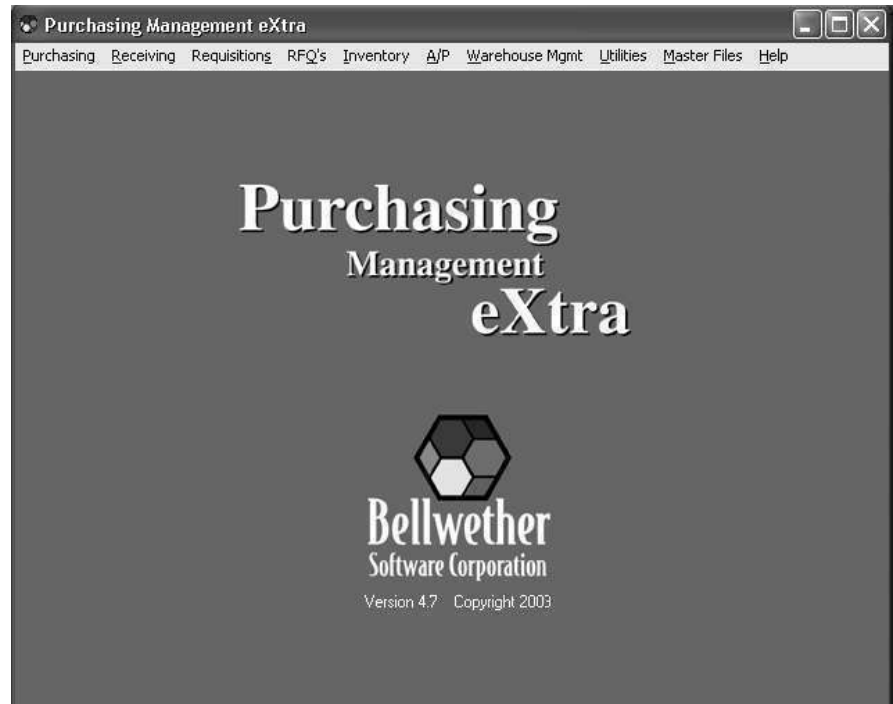 Purchasing Management eXtra
Purchasing Receiving Requisitions RFQ's Inventory A/P Warehouse Mgmt Utilities Master Files Help
Purchasing
Management
eXtra
Bellwether
Software Corporation
Version 4.7 Copyright 2003